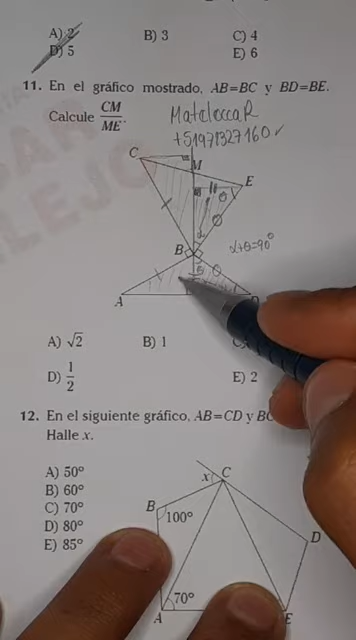 A) 2
B) 3
C) 4
D) 5
E) 6
11. En el gráfico mostrado, AB=BC y BD=BE.
Calcule CM/ME.
MateleccaR
+51971327160
C
M
E
θ
α
B
α+θ=90°
θ
A
A) √2
B) 1
D) 1/2
E) 2
12. En el siguiente gráfico, AB=CD y
Halle x.
A) 50°
B) 60°
C) 70°
D) 80°
E) 85°
x
C
B
100°
D
70°
A
E